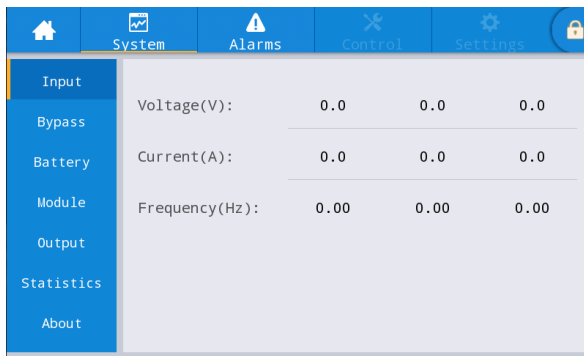 System Alarms Control Settings
Input
Bypass
Battery
Module
Output
Statistics
About
Voltage(V): 0.0 0.0 0.0
Current(A): 0.0 0.0 0.0
Frequency(Hz): 0.00 0.00 0.00